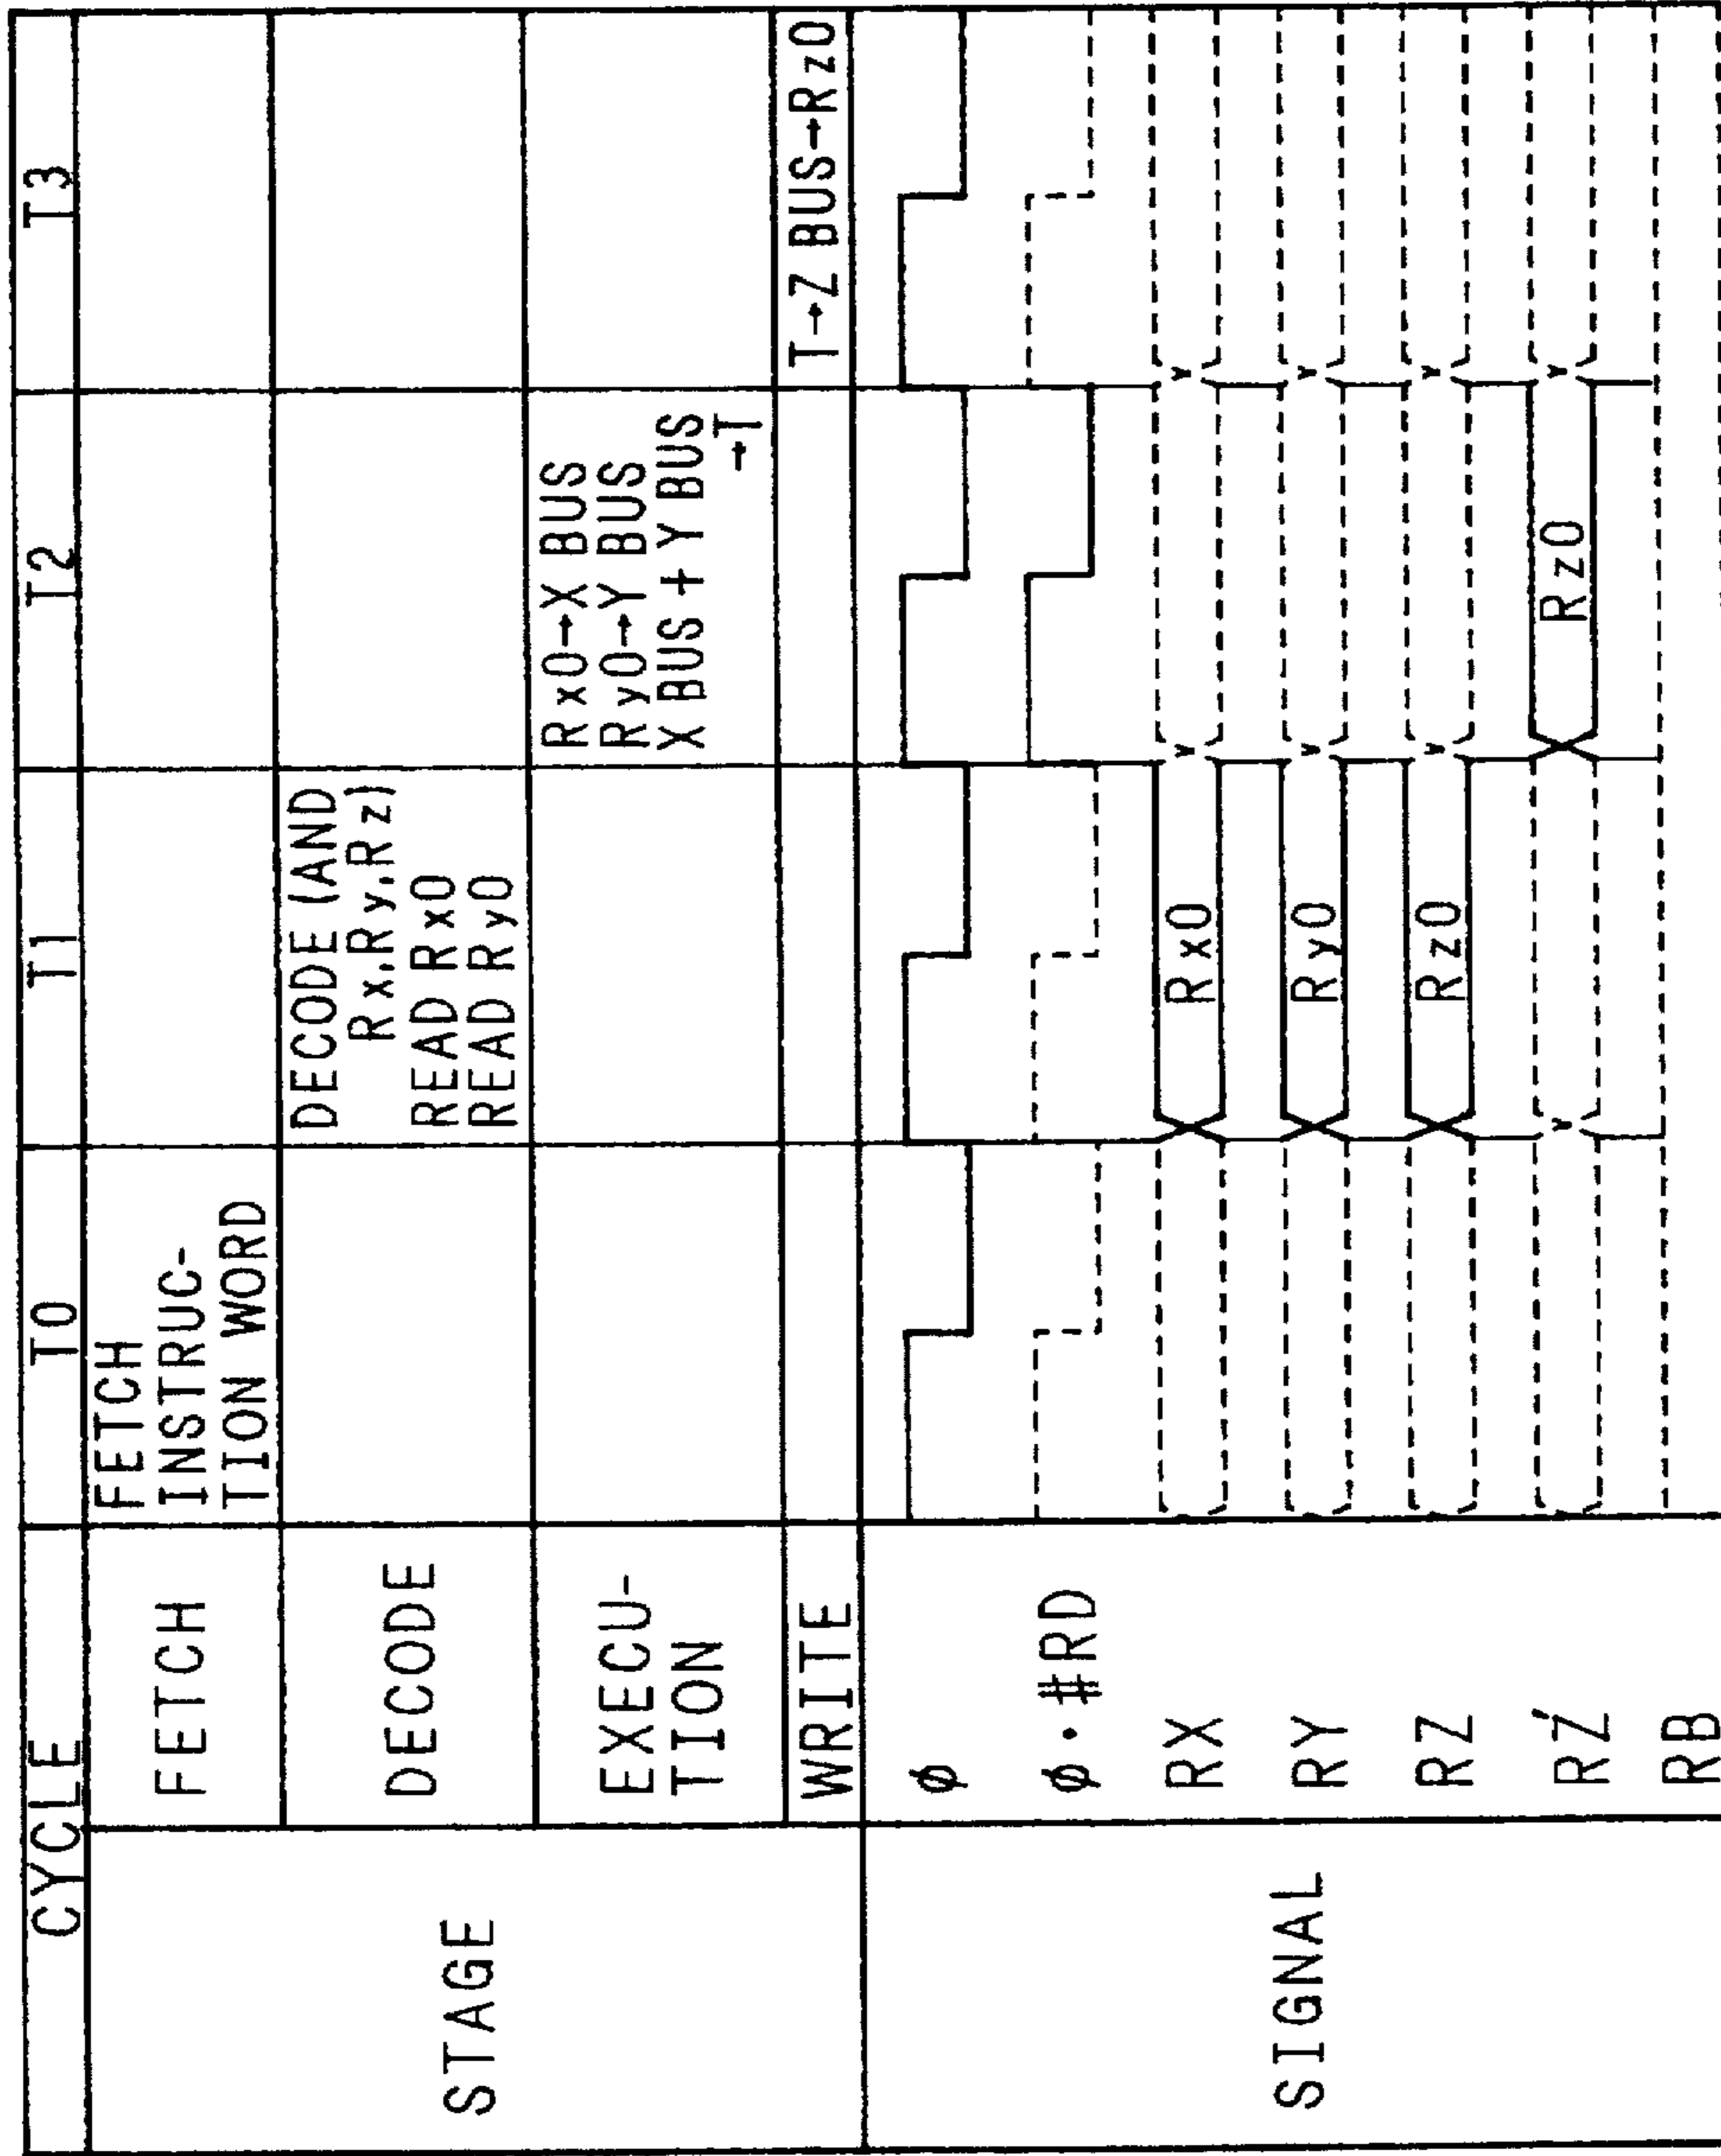 CYCLE
T0
T1
T2
T3
STAGE
FETCH
FETCH
INSTRUC-
TION WORD
DECODE
DECODE (AND
Rx,Ry,Rz)
READ Rx0
READ Ry0
EXECU-
TION
Rx0→X BUS
Ry0→Y BUS
X BUS + Y BUS
→T
WRITE
T→Z BUS→Rz0
SIGNAL
φ
φ·#RD
RX
Rx0
RY
Ry0
RZ
Rz0
RZ'
Rz0
RB